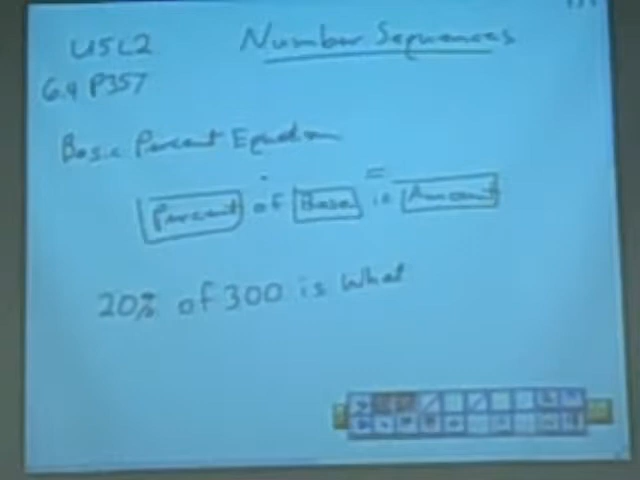 U5L2 Number Sequences
6.4 P357
Basic Percent Equation
· =
Percent of Base is Amount
20% of 300 is what